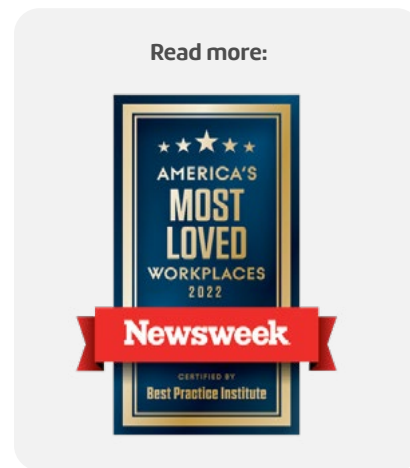 Read more:
AMERICA'S
MOST
LOVED
WORKPLACES
2022
Newsweek
CERTIFIED BY
Best Practice Institute